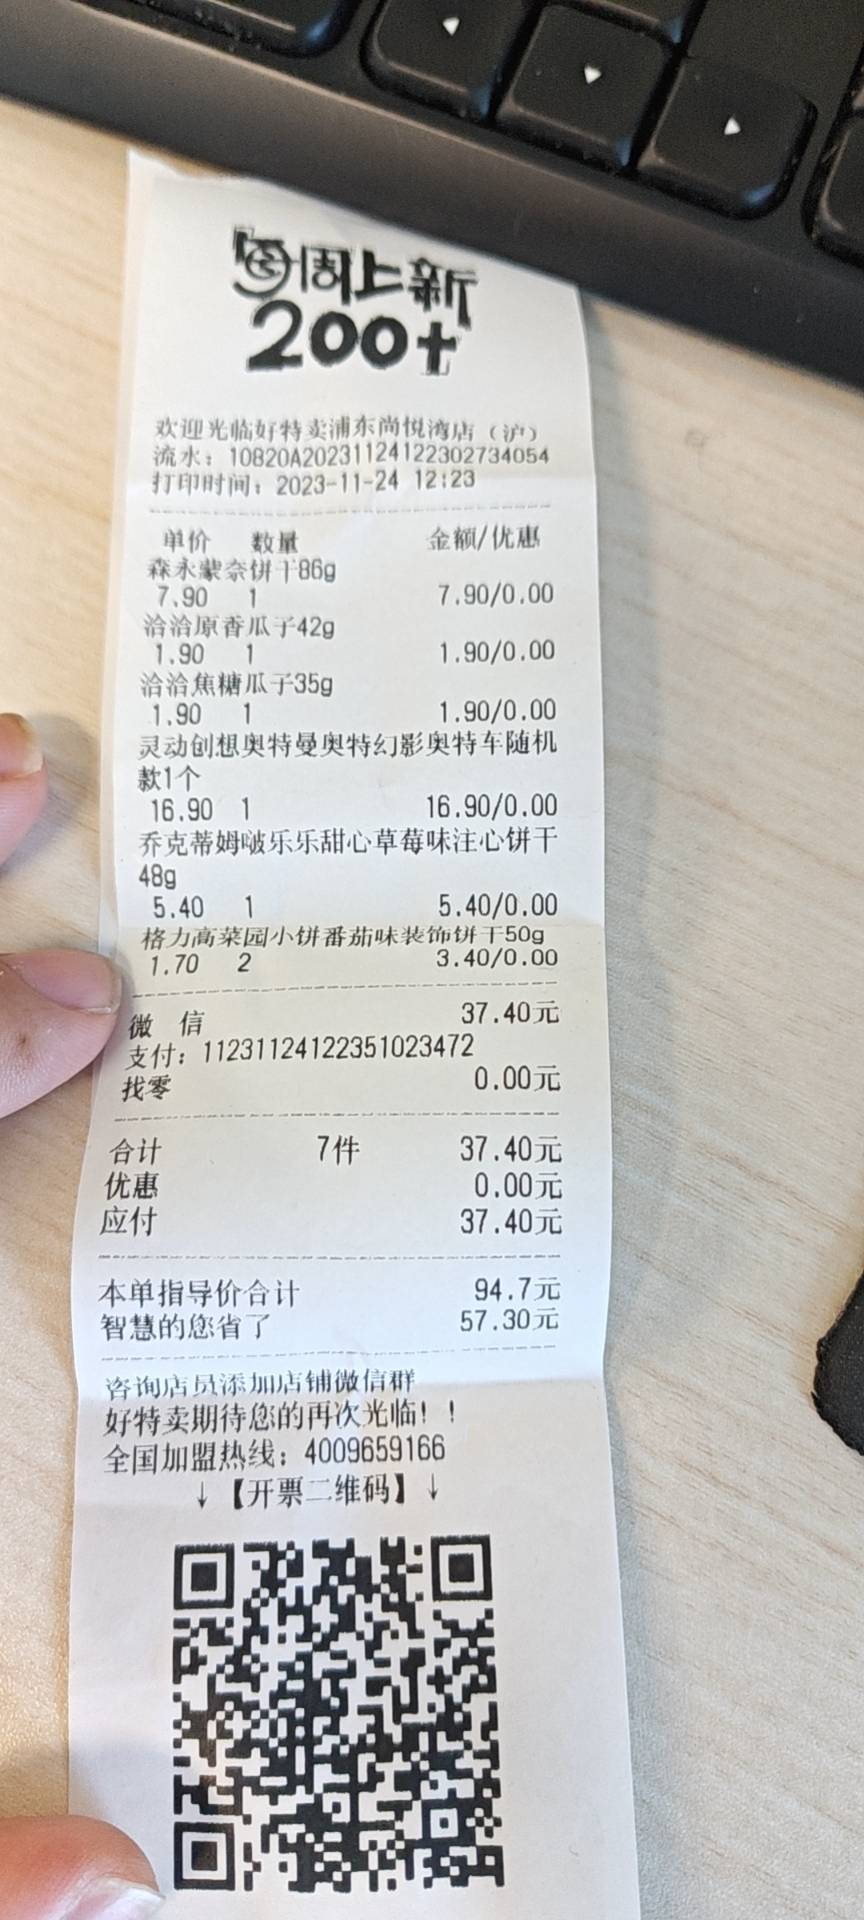 每周上新
200+
欢迎光临好特卖浦东尚悦湾店（沪）
流水：10820A20231124122302734054
打印时间：2023-11-24 12:23
单价 数量 金额/优惠
森永蒙奈饼干86g
7.90 1 7.90/0.00
洽洽原香瓜子42g
1.90 1 1.90/0.00
洽洽焦糖瓜子35g
1.90 1 1.90/0.00
灵动创想奥特曼奥特幻影奥特车随机
款1个
16.90 1 16.90/0.00
乔克蒂姆啵乐乐甜心草莓味注心饼干
48g
5.40 1 5.40/0.00
格力高菜园小饼番茄味装饰饼干50g
1.70 2 3.40/0.00
微 信 37.40元
支付：11231124122351023472
找零 0.00元
合计 7件 37.40元
优惠 0.00元
应付 37.40元
本单指导价合计 94.7元
智慧的您省了 57.30元
咨询店员添加店铺微信群
好特卖期待您的再次光临！！
全国加盟热线：4009659166
↓【开票二维码】↓